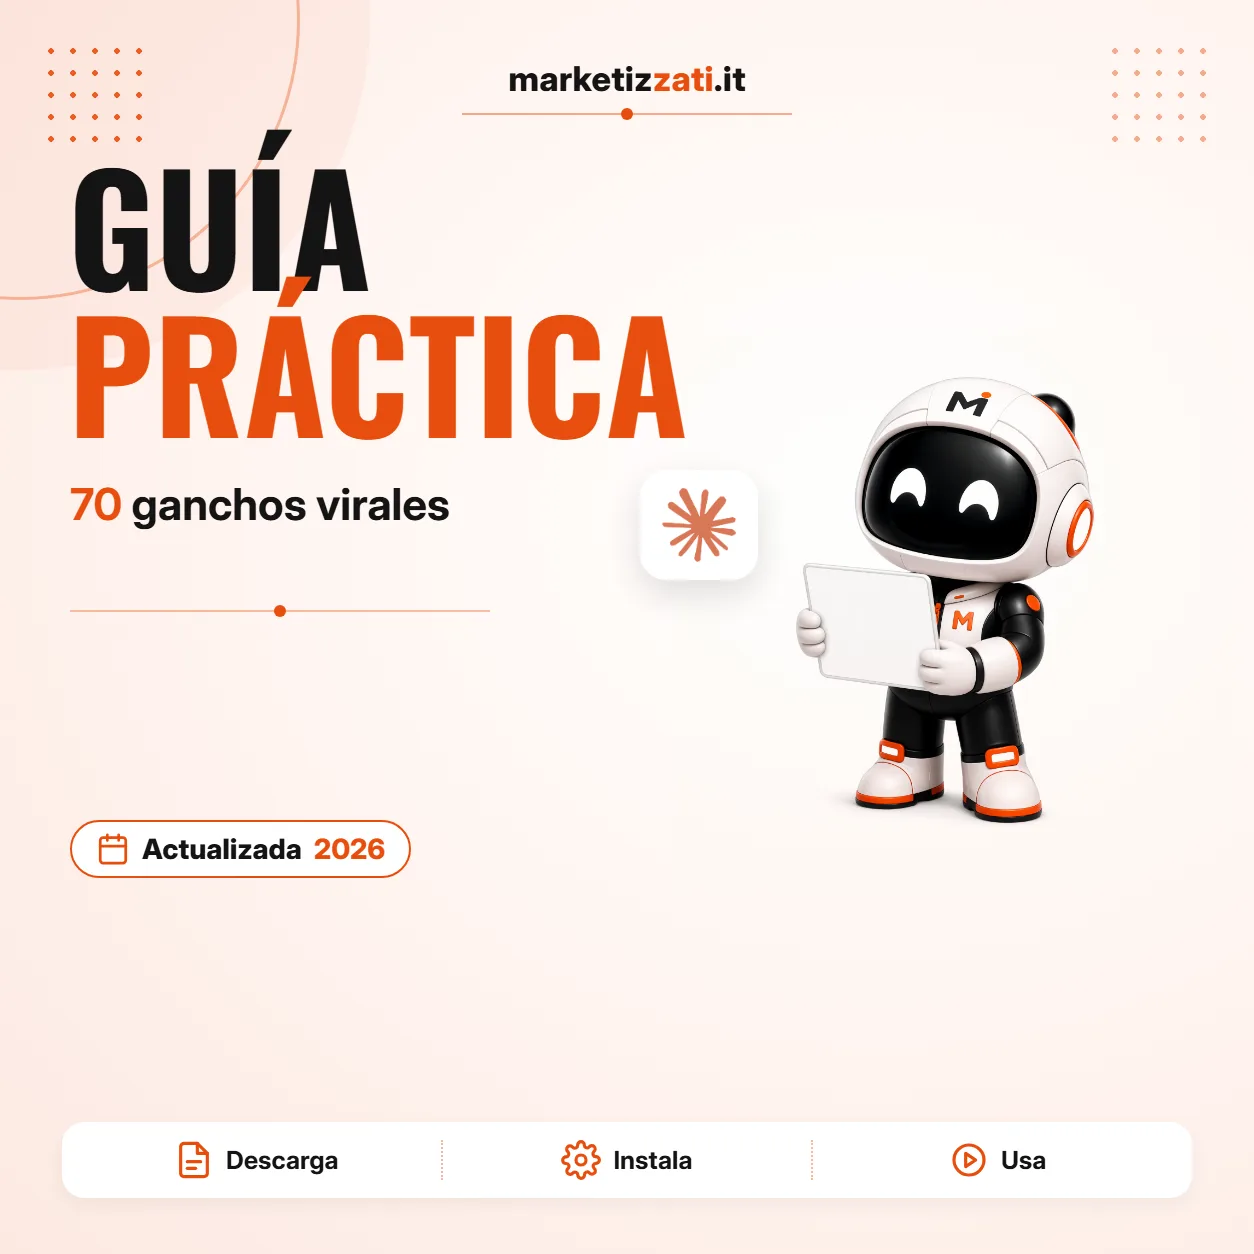 marketizzati.it
GUÍA
PRÁCTICA
70 ganchos virales
M
M
Actualizada 2026
Descarga
Instala
Usa